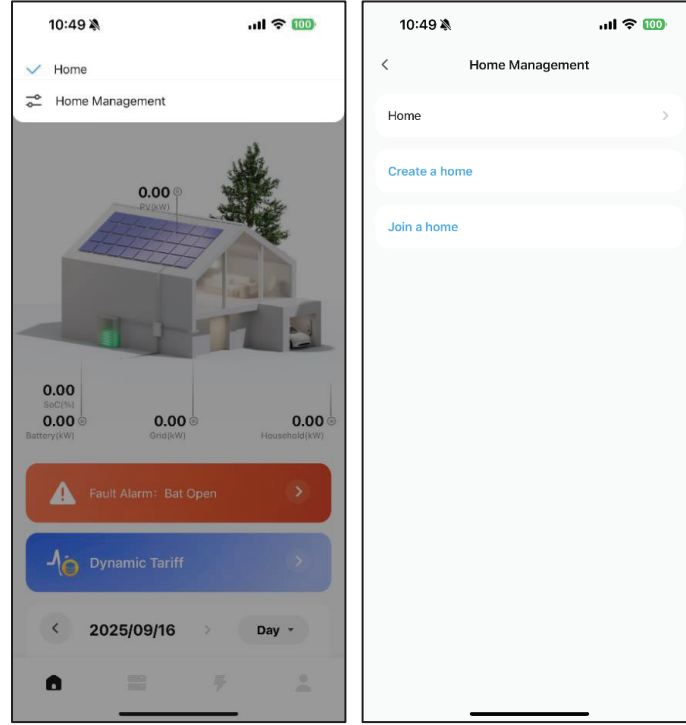 10:49
100
Home
Home Management
0.00
PV(kW)
0.00
SoC(%)
0.00
Battery(kW)
0.00
Grid(kW)
0.00
Household(kW)
Fault Alarm: Bat Open
Dynamic Tariff
2025/09/16
Day
10:49
100
Home Management
Home
Create a home
Join a home